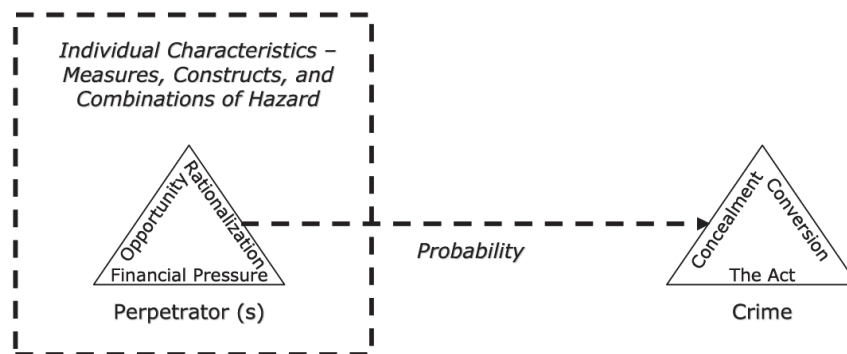 Individual Characteristics –
Measures, Constructs, and
Combinations of Hazard
Opportunity
Rationalization
Financial Pressure
Perpetrator (s)
Probability
Concealment
Conversion
The Act
Crime